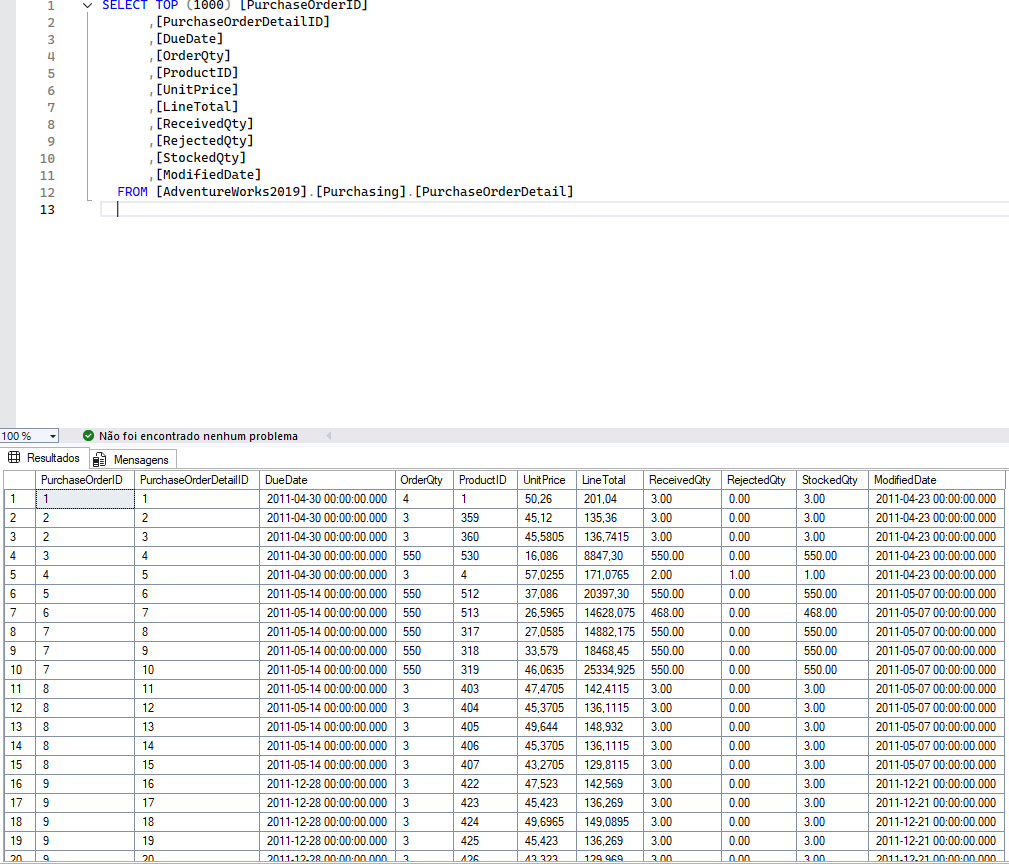 1 SELECT TOP (1000) [PurchaseOrderID]
2 ,[PurchaseOrderDetailID]
3 ,[DueDate]
4 ,[OrderQty]
5 ,[ProductID]
6 ,[UnitPrice]
7 ,[LineTotal]
8 ,[ReceivedQty]
9 ,[RejectedQty]
10 ,[StockedQty]
11 ,[ModifiedDate]
12 FROM [AdventureWorks2019].[Purchasing].[PurchaseOrderDetail]
13
100 % Não foi encontrado nenhum problema
Resultados Mensagens
PurchaseOrderID PurchaseOrderDetailID DueDate OrderQty ProductID UnitPrice LineTotal ReceivedQty RejectedQty StockedQty ModifiedDate
1 1 1 2011-04-30 00:00:00.000 4 1 50,26 201,04 3.00 0.00 3.00 2011-04-23 00:00:00.000
2 2 2 2011-04-30 00:00:00.000 3 359 45,12 135,36 3.00 0.00 3.00 2011-04-23 00:00:00.000
3 2 3 2011-04-30 00:00:00.000 3 360 45,5805 136,7415 3.00 0.00 3.00 2011-04-23 00:00:00.000
4 3 4 2011-04-30 00:00:00.000 550 530 16,086 8847,30 550.00 0.00 550.00 2011-04-23 00:00:00.000
5 4 5 2011-04-30 00:00:00.000 3 4 57,0255 171,0765 2.00 1.00 1.00 2011-04-23 00:00:00.000
6 5 6 2011-05-14 00:00:00.000 550 512 37,086 20397,30 550.00 0.00 550.00 2011-05-07 00:00:00.000
7 6 7 2011-05-14 00:00:00.000 550 513 26,5965 14628,075 468.00 0.00 468.00 2011-05-07 00:00:00.000
8 7 8 2011-05-14 00:00:00.000 550 317 27,0585 14882,175 550.00 0.00 550.00 2011-05-07 00:00:00.000
9 7 9 2011-05-14 00:00:00.000 550 318 33,579 18468,45 550.00 0.00 550.00 2011-05-07 00:00:00.000
10 7 10 2011-05-14 00:00:00.000 550 319 46,0635 25334,925 550.00 0.00 550.00 2011-05-07 00:00:00.000
11 8 11 2011-05-14 00:00:00.000 3 403 47,4705 142,4115 3.00 0.00 3.00 2011-05-07 00:00:00.000
12 8 12 2011-05-14 00:00:00.000 3 404 45,3705 136,1115 3.00 0.00 3.00 2011-05-07 00:00:00.000
13 8 13 2011-05-14 00:00:00.000 3 405 49,644 148,932 3.00 0.00 3.00 2011-05-07 00:00:00.000
14 8 14 2011-05-14 00:00:00.000 3 406 45,3705 136,1115 3.00 0.00 3.00 2011-05-07 00:00:00.000
15 8 15 2011-05-14 00:00:00.000 3 407 43,2705 129,8115 3.00 0.00 3.00 2011-05-07 00:00:00.000
16 9 16 2011-12-28 00:00:00.000 3 422 47,523 142,569 3.00 0.00 3.00 2011-12-21 00:00:00.000
17 9 17 2011-12-28 00:00:00.000 3 423 45,423 136,269 3.00 0.00 3.00 2011-12-21 00:00:00.000
18 9 18 2011-12-28 00:00:00.000 3 424 49,6965 149,0895 3.00 0.00 3.00 2011-12-21 00:00:00.000
19 9 19 2011-12-28 00:00:00.000 3 425 45,423 136,269 3.00 0.00 3.00 2011-12-21 00:00:00.000
20 9 20 2011-12-28 00:00:00.000 3 426 43,323 129,969 3.00 0.00 3.00 2011-12-21 00:00:00.000